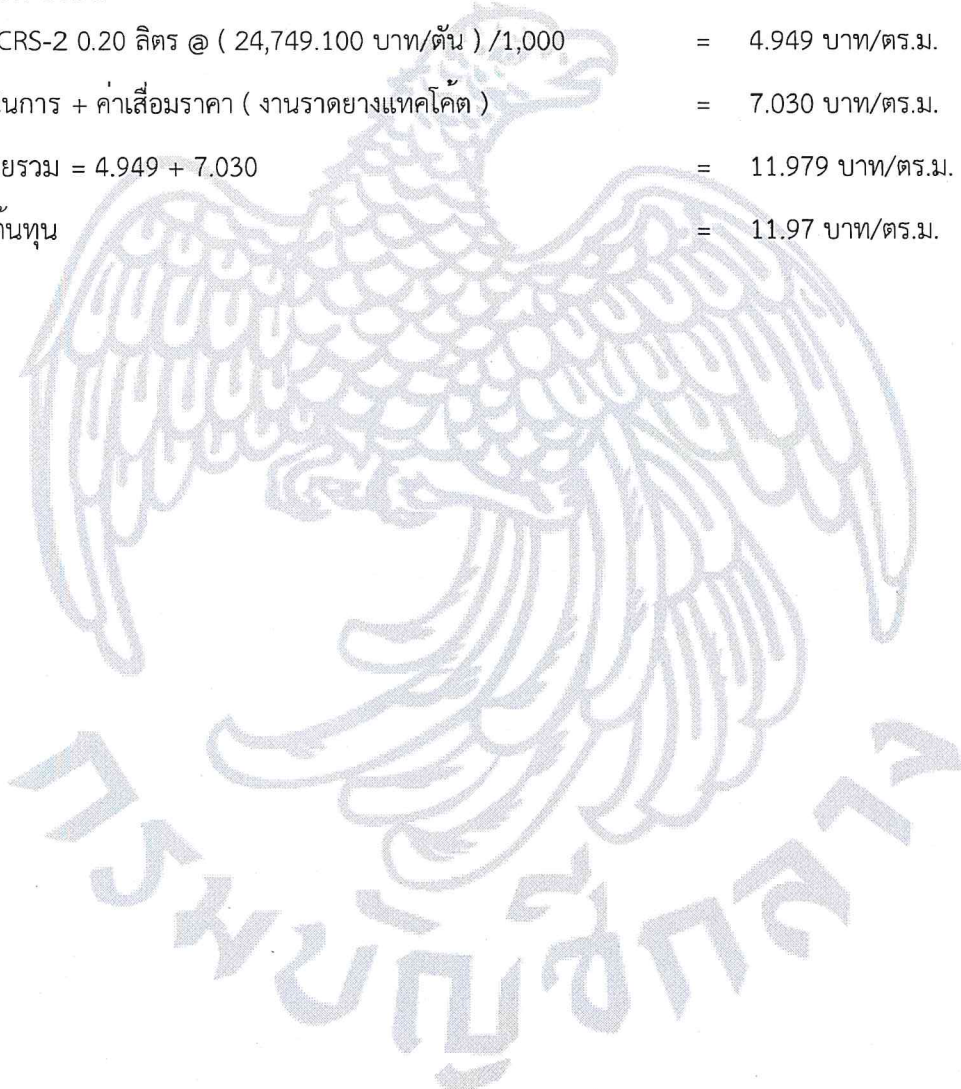 CRS-2 0.20 ลิตร @ ( 24,749.100 บาท/ตัน ) /1,000 = 4.949 บาท/ตร.ม.
นการ + ค่าเสื่อมราคา ( งานราดยางแทคโค้ต ) = 7.030 บาท/ตร.ม.
ยรวม = 4.949 + 7.030 = 11.979 บาท/ตร.ม.
้นทุน = 11.97 บาท/ตร.ม.
กรมบัญชีกลาง